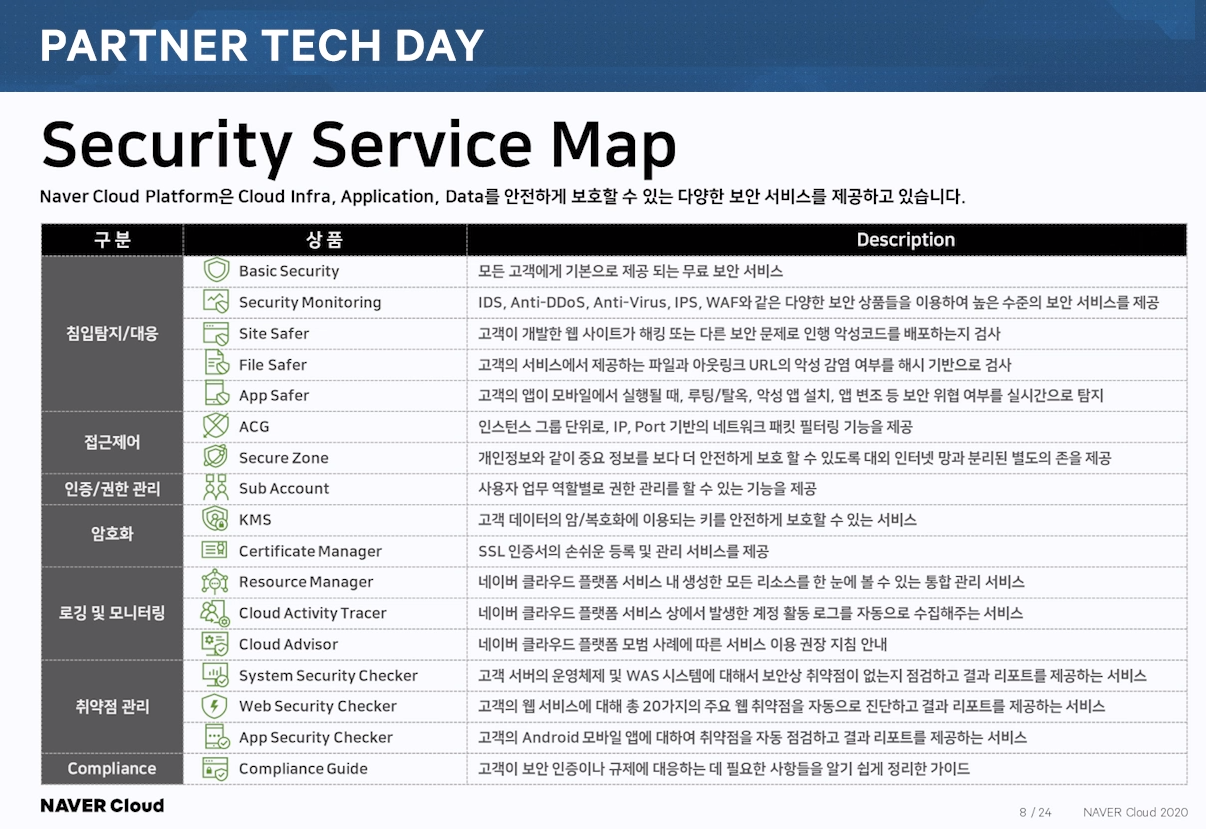 PARTNER TECH DAY
Security Service Map
Naver Cloud Platform은 Cloud Infra, Application, Data를 안전하게 보호할 수 있는 다양한 보안 서비스를 제공하고 있습니다.
구 분 상 품 Description
침입탐지/대응
Basic Security 모든 고객에게 기본으로 제공 되는 무료 보안 서비스
Security Monitoring IDS, Anti-DDoS, Anti-Virus, IPS, WAF와 같은 다양한 보안 상품들을 이용하여 높은 수준의 보안 서비스를 제공
Site Safer 고객이 개발한 웹 사이트가 해킹 또는 다른 보안 문제로 인행 악성코드를 배포하는지 검사
File Safer 고객의 서비스에서 제공하는 파일과 아웃링크 URL의 악성 감염 여부를 해시 기반으로 검사
App Safer 고객의 앱이 모바일에서 실행될 때, 루팅/탈옥, 악성 앱 설치, 앱 변조 등 보안 위협 여부를 실시간으로 탐지
접근제어
ACG 인스턴스 그룹 단위로, IP, Port 기반의 네트워크 패킷 필터링 기능을 제공
Secure Zone 개인정보와 같이 중요 정보를 보다 더 안전하게 보호 할 수 있도록 대외 인터넷 망과 분리된 별도의 존을 제공
인증/권한 관리 Sub Account 사용자 업무 역할별로 권한 관리를 할 수 있는 기능을 제공
암호화
KMS 고객 데이터의 암/복호화에 이용되는 키를 안전하게 보호할 수 있는 서비스
Certificate Manager SSL 인증서의 손쉬운 등록 및 관리 서비스를 제공
로깅 및 모니터링
Resource Manager 네이버 클라우드 플랫폼 서비스 내 생성한 모든 리소스를 한 눈에 볼 수 있는 통합 관리 서비스
Cloud Activity Tracer 네이버 클라우드 플랫폼 서비스 상에서 발생한 계정 활동 로그를 자동으로 수집해주는 서비스
Cloud Advisor 네이버 클라우드 플랫폼 모범 사례에 따른 서비스 이용 권장 지침 안내
취약점 관리
System Security Checker 고객 서버의 운영체제 및 WAS 시스템에 대해서 보안상 취약점이 없는지 점검하고 결과 리포트를 제공하는 서비스
Web Security Checker 고객의 웹 서비스에 대해 총 20가지의 주요 웹 취약점을 자동으로 진단하고 결과 리포트를 제공하는 서비스
App Security Checker 고객의 Android 모바일 앱에 대하여 취약점을 자동 점검하고 결과 리포트를 제공하는 서비스
Compliance Compliance Guide 고객이 보안 인증이나 규제에 대응하는 데 필요한 사항들을 알기 쉽게 정리한 가이드
NAVER Cloud
8 / 24 NAVER Cloud 2020